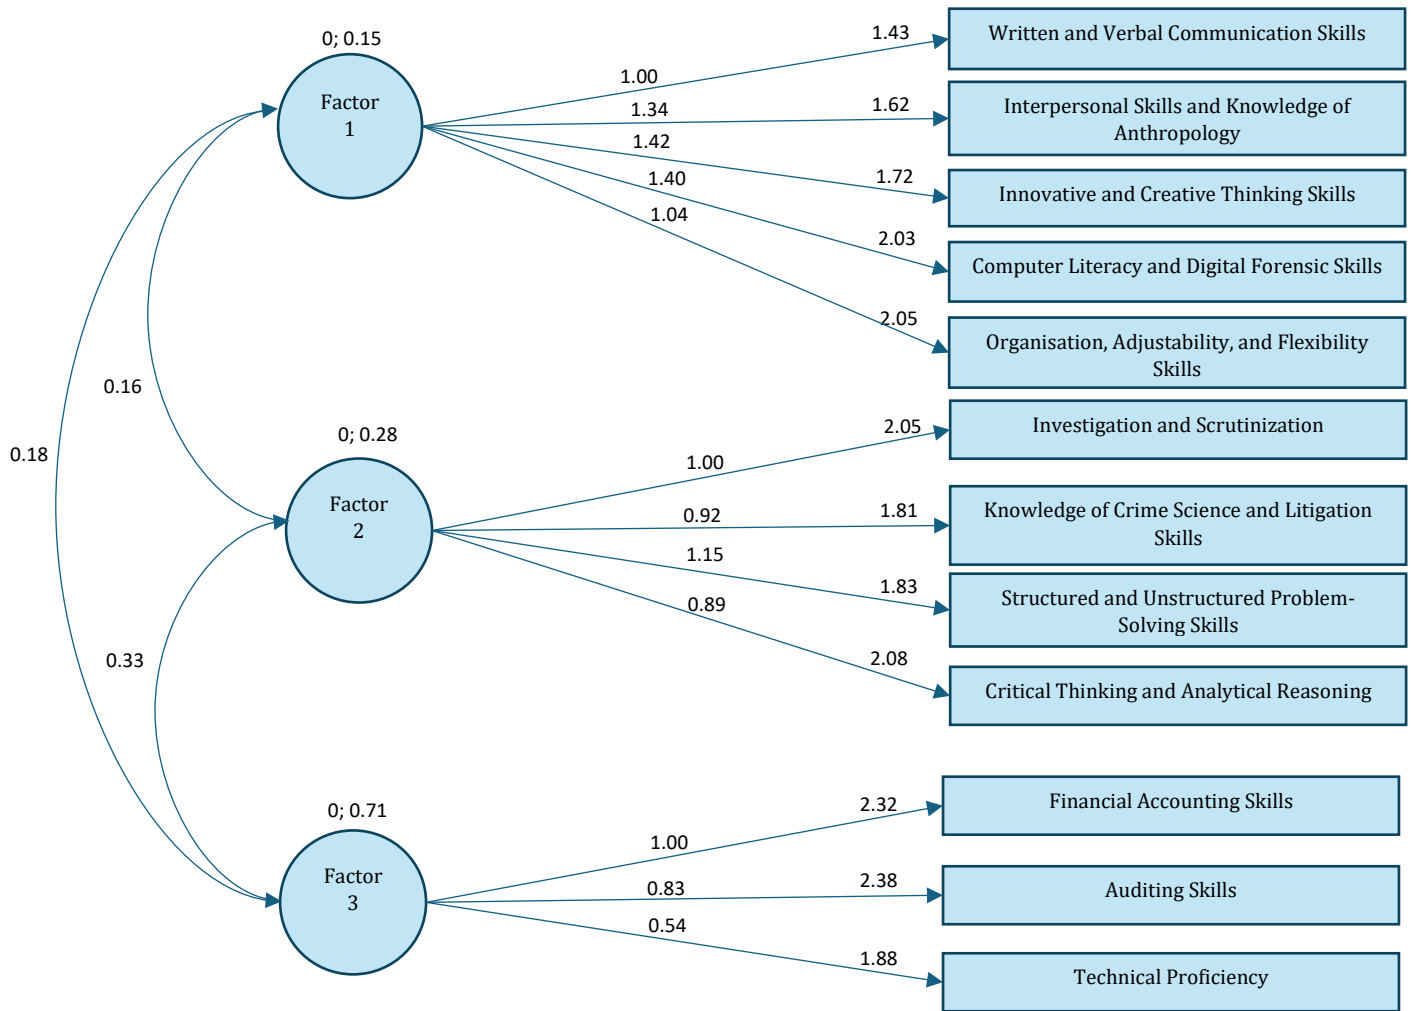 0; 0.15
Factor
1
1.00
1.34
1.42
1.40
1.04
1.43
1.62
1.72
2.03
2.05
Written and Verbal Communication Skills
Interpersonal Skills and Knowledge of
Anthropology
Innovative and Creative Thinking Skills
Computer Literacy and Digital Forensic Skills
Organisation, Adjustability, and Flexibility
Skills
0.16
0.18
0; 0.28
Factor
2
1.00
0.92
1.15
0.89
2.05
1.81
1.83
2.08
Investigation and Scrutinization
Knowledge of Crime Science and Litigation
Skills
Structured and Unstructured Problem-
Solving Skills
Critical Thinking and Analytical Reasoning
0.33
0; 0.71
Factor
3
1.00
0.83
0.54
2.32
2.38
1.88
Financial Accounting Skills
Auditing Skills
Technical Proficiency